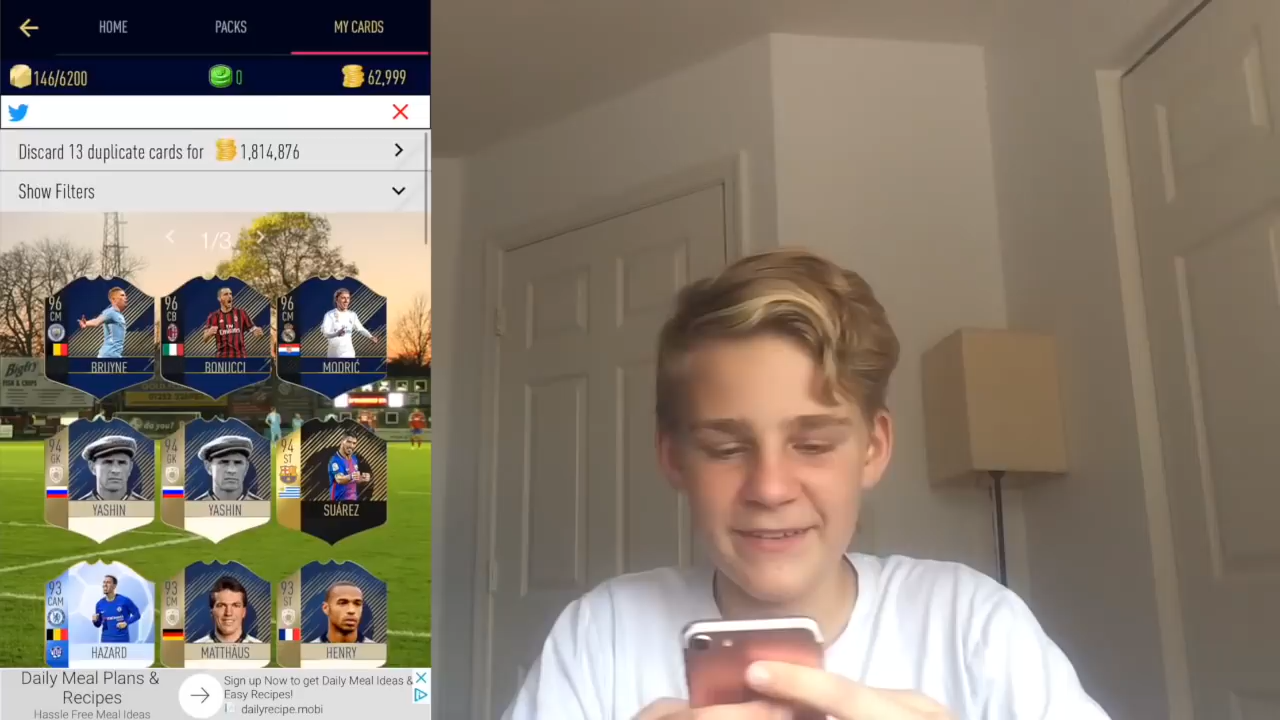 HOME PACKS MY CARDS
146/6200 0 62,999
Discard 13 duplicate cards for 1,814,876
Show Filters
1/3
96 96 96
CM CB CM
BRUYNE BONUCCI MODRIĆ
94 94 94
GK GK ST
YASHIN YASHIN SUÁREZ
93 93 93
CAM CM ST
HAZARD MATTHÄUS HENRY
Daily Meal Plans &
Recipes
Hassle Free Meal Ideas
Sign up Now to get Daily Meal Ideas &
Easy Recipes!
dailyrecipe.mobi